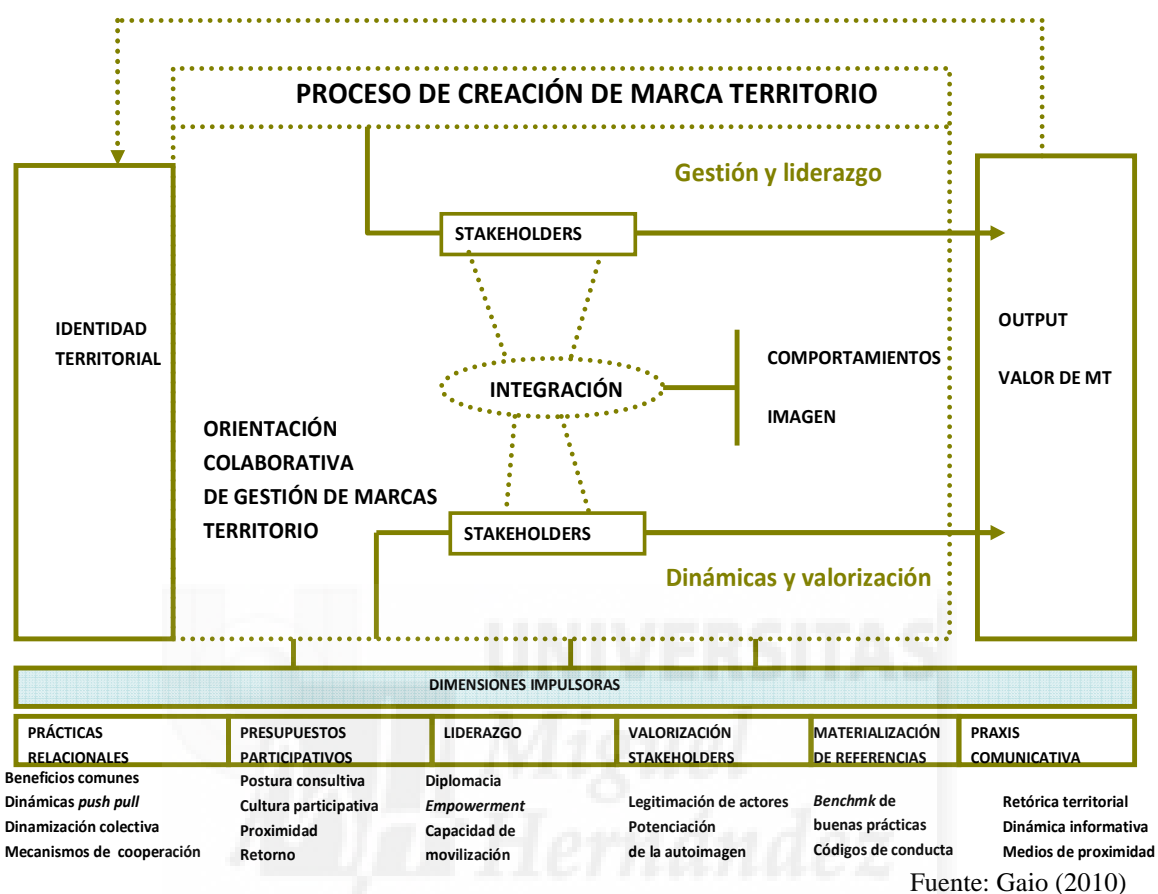 PROCESO DE CREACIÓN DE MARCA TERRITORIO
Gestión y liderazgo
STAKEHOLDERS
IDENTIDAD
TERRITORIAL
OUTPUT
VALOR DE MT
COMPORTAMIENTOS
IMAGEN
INTEGRACIÓN
ORIENTACIÓN
COLABORATIVA
DE GESTIÓN DE MARCAS
TERRITORIO
STAKEHOLDERS
Dinámicas y valorización
UNIVERSITAS
Miguel
Hernández
DIMENSIONES IMPULSORAS
PRÁCTICAS
RELACIONALES
Beneficios comunes
Dinámicas push pull
Dinamización colectiva
Mecanismos de cooperación
PRESUPUESTOS
PARTICIPATIVOS
Postura consultiva
Cultura participativa
Proximidad
Retorno
LIDERAZGO
Diplomacia
Empowerment
Capacidad de
movilización
VALORIZACIÓN
STAKEHOLDERS
Legitimación de actores
Potenciación
de la autoimagen
MATERIALIZACIÓN
DE REFERENCIAS
Benchmk de
buenas prácticas
Códigos de conducta
PRAXIS
COMUNICATIVA
Retórica territorial
Dinámica informativa
Medios de proximidad
Fuente: Gaio (2010)